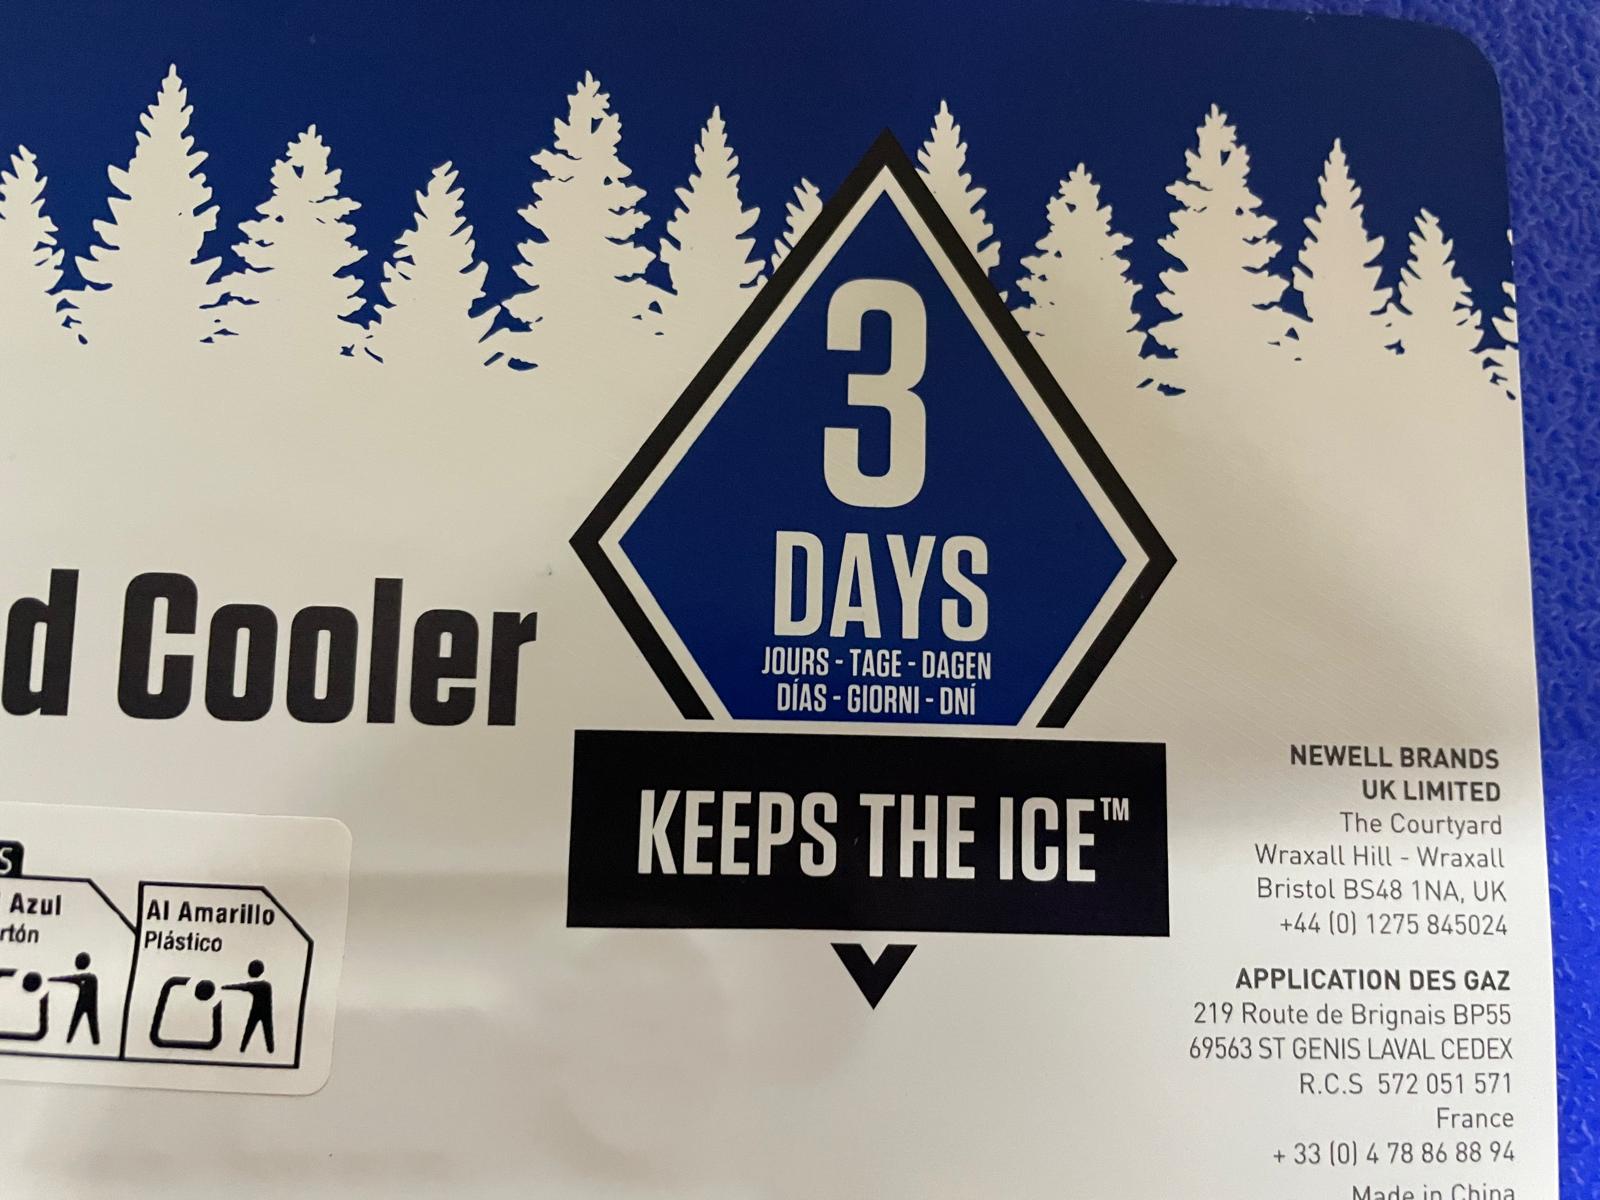 3
DAYS
JOURS - TAGE - DAGEN
DÍAS - GIORNI - DNÍ
d Cooler
KEEPS THE ICE™
S
Azul
rtón
Al Amarillo
Plástico
NEWELL BRANDS
UK LIMITED
The Courtyard
Wraxall Hill - Wraxall
Bristol BS48 1NA, UK
+44 (0) 1275 845024
APPLICATION DES GAZ
219 Route de Brignais BP55
69563 ST GENIS LAVAL CEDEX
R.C.S 572 051 571
France
+ 33 (0) 4 78 86 88 94
Made in China